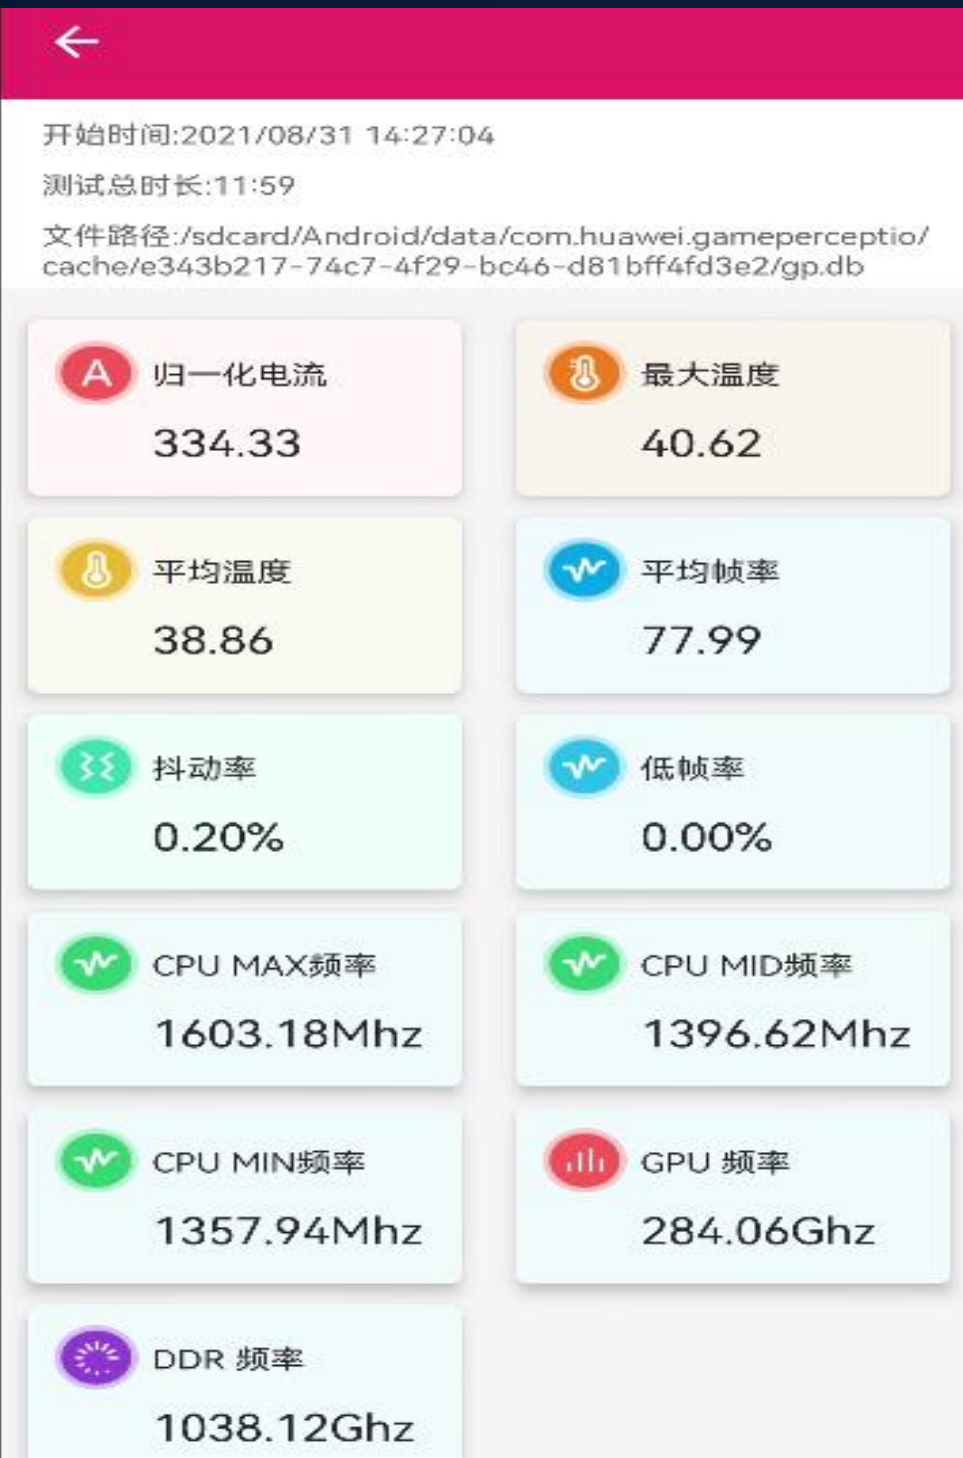 开始时间:2021/08/31 14:27:04
测试总时长:11:59
文件路径:/sdcard/Android/data/com.huawei.gameperceptio/
cache/e343b217-74c7-4f29-bc46-d81bff4fd3e2/gp.db
A 归一化电流
334.33
最大温度
40.62
平均温度
38.86
平均帧率
77.99
抖动率
0.20%
低帧率
0.00%
CPU MAX频率
1603.18Mhz
CPU MID频率
1396.62Mhz
CPU MIN频率
1357.94Mhz
GPU 频率
284.06Ghz
DDR 频率
1038.12Ghz